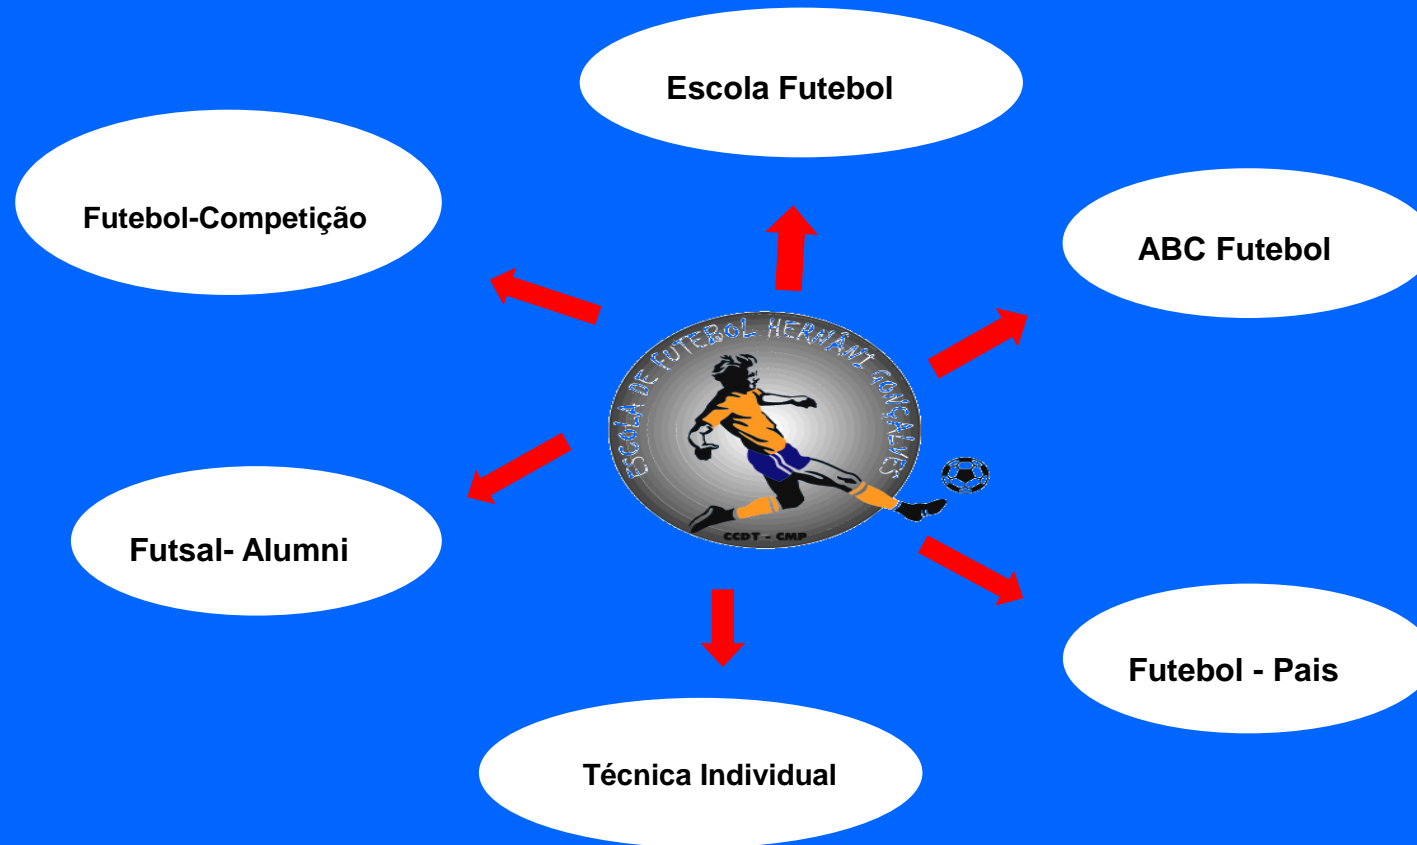 Escola Futebol
Futebol-Competição
ABC Futebol
ESCOLA DE FUTEBOL HERNÂNI GONÇALVES
CCDT - CMP
Futsal- Alumni
Futebol - Pais
Técnica Individual